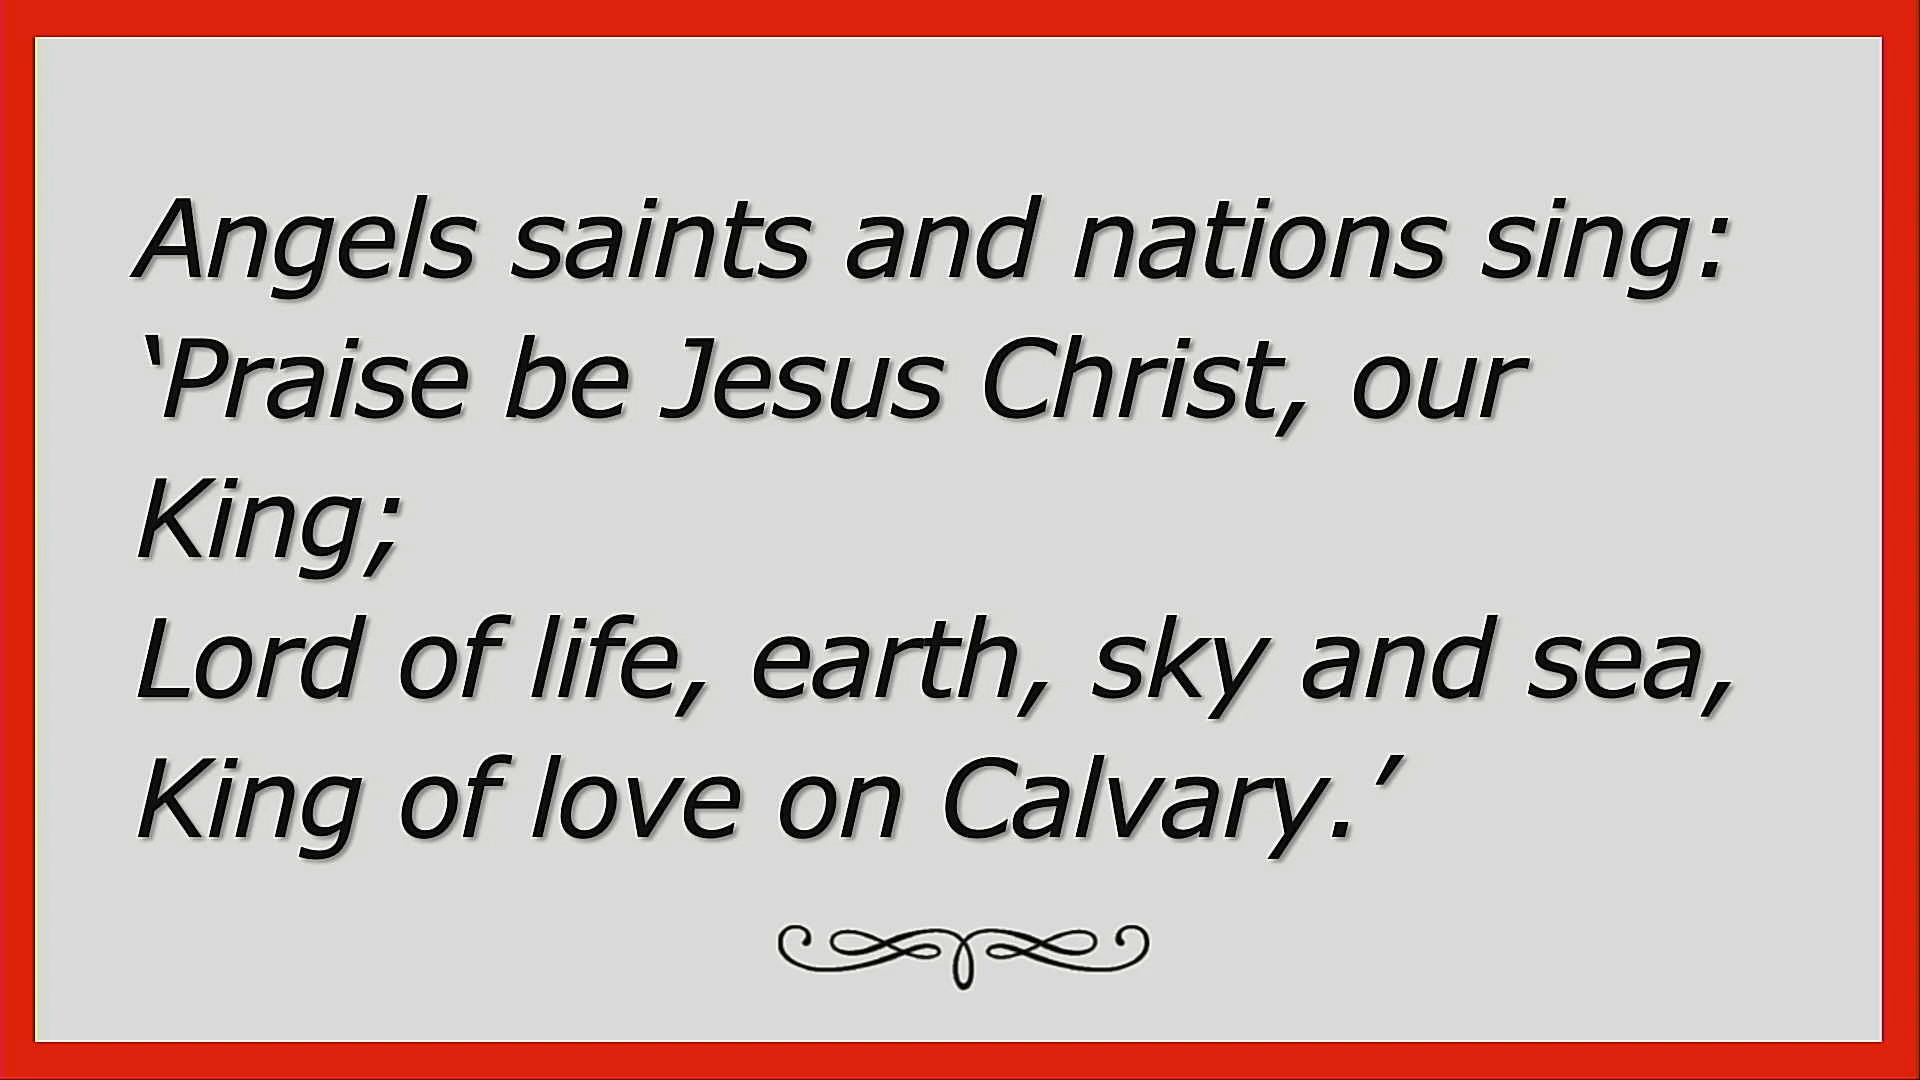 Angels saints and nations sing:
‘Praise be Jesus Christ, our
King;
Lord of life, earth, sky and sea,
King of love on Calvary.’